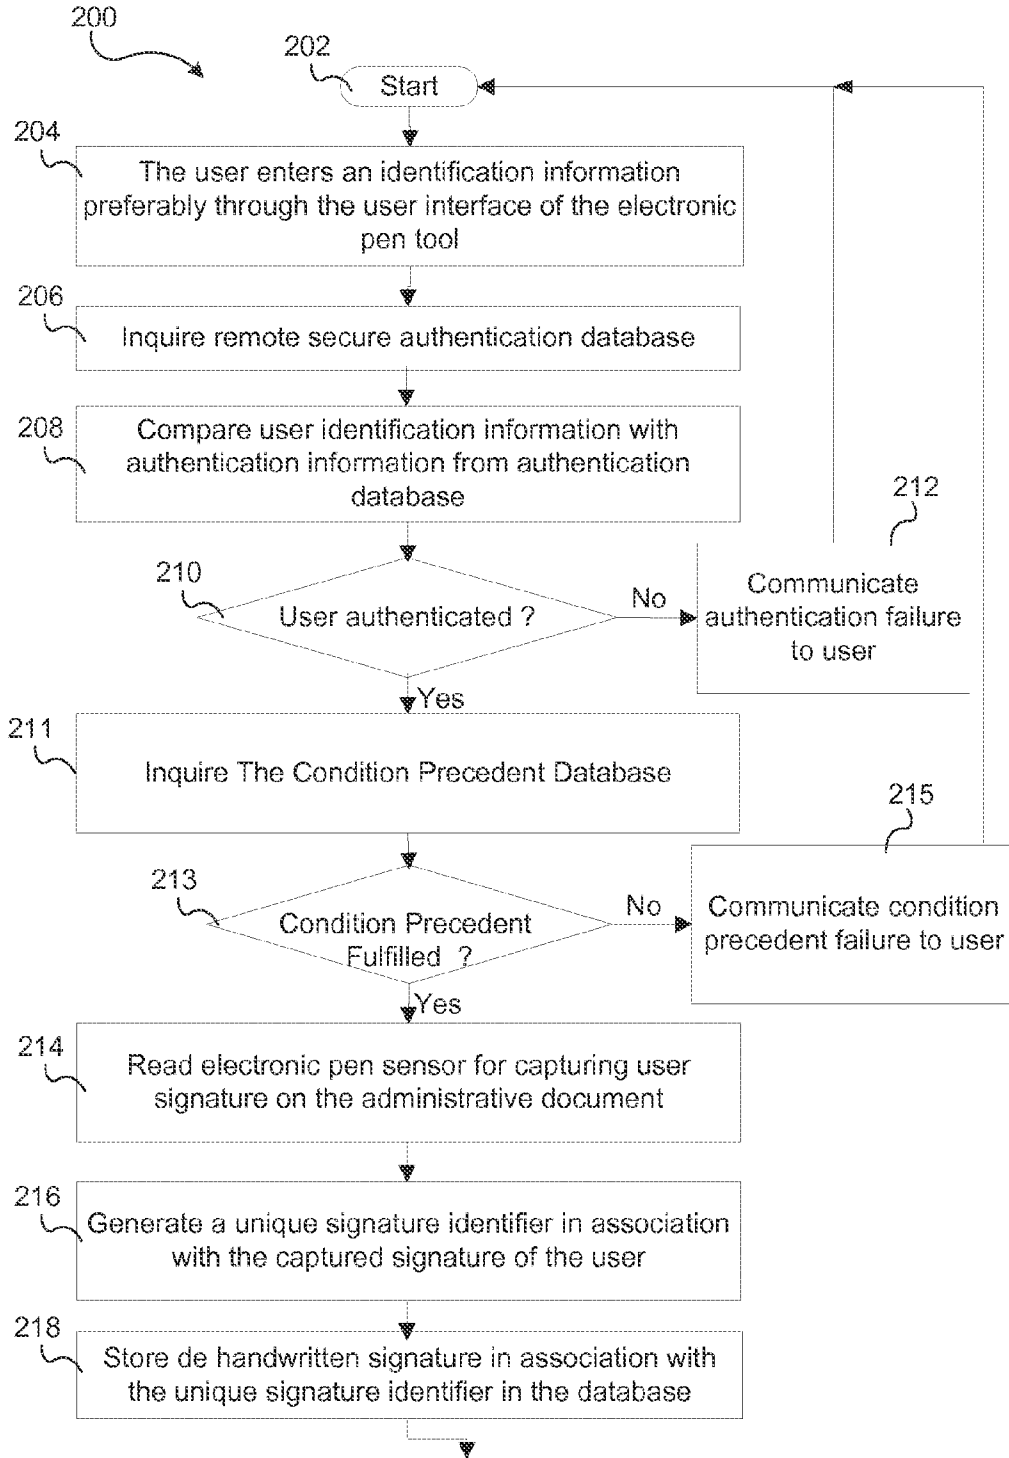 200
202
Start
204
The user enters an identification information
preferably through the user interface of the electronic
pen tool
206
Inquire remote secure authentication database
208
Compare user identification information with
authentication information from authentication
database
212
210
User authenticated ?
No
Communicate
authentication failure
to user
Yes
211
Inquire The Condition Precedent Database
215
213
Condition Precedent
Fulfilled ?
No
Communicate condition
precedent failure to user
Yes
214
Read electronic pen sensor for capturing user
signature on the administrative document
216
Generate a unique signature identifier in association
with the captured signature of the user
218
Store de handwritten signature in association with
the unique signature identifier in the database